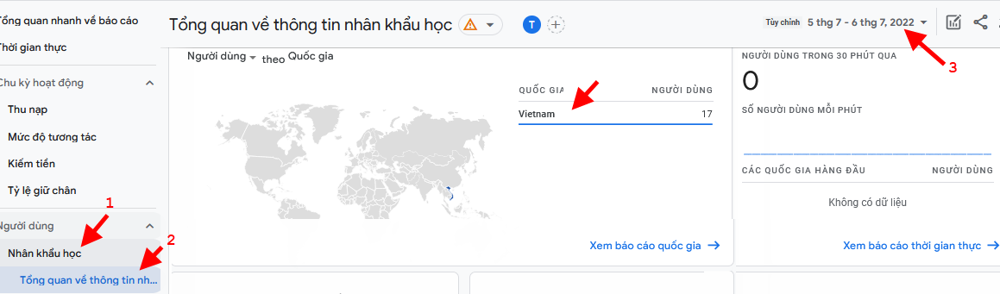 Tổng quan nhanh về báo cáo
Thời gian thực
Chu kỳ hoạt động
Thu nạp
Mức độ tương tác
Kiếm tiền
Tỷ lệ giữ chân
Người dùng
1
Nhân khẩu học
2
Tổng quan về thông tin nh...
Tổng quan về thông tin nhân khẩu học
T
Tùy chỉnh 5 thg 7 - 6 thg 7, 2022
3
Người dùng theo Quốc gia
QUỐC GIA NGƯỜI DÙNG
Vietnam 17
Xem báo cáo quốc gia
NGƯỜI DÙNG TRONG 30 PHÚT QUA
0
SỐ NGƯỜI DÙNG MỖI PHÚT
CÁC QUỐC GIA HÀNG ĐẦU NGƯỜI DÙNG
Không có dữ liệu
Xem báo cáo thời gian thực